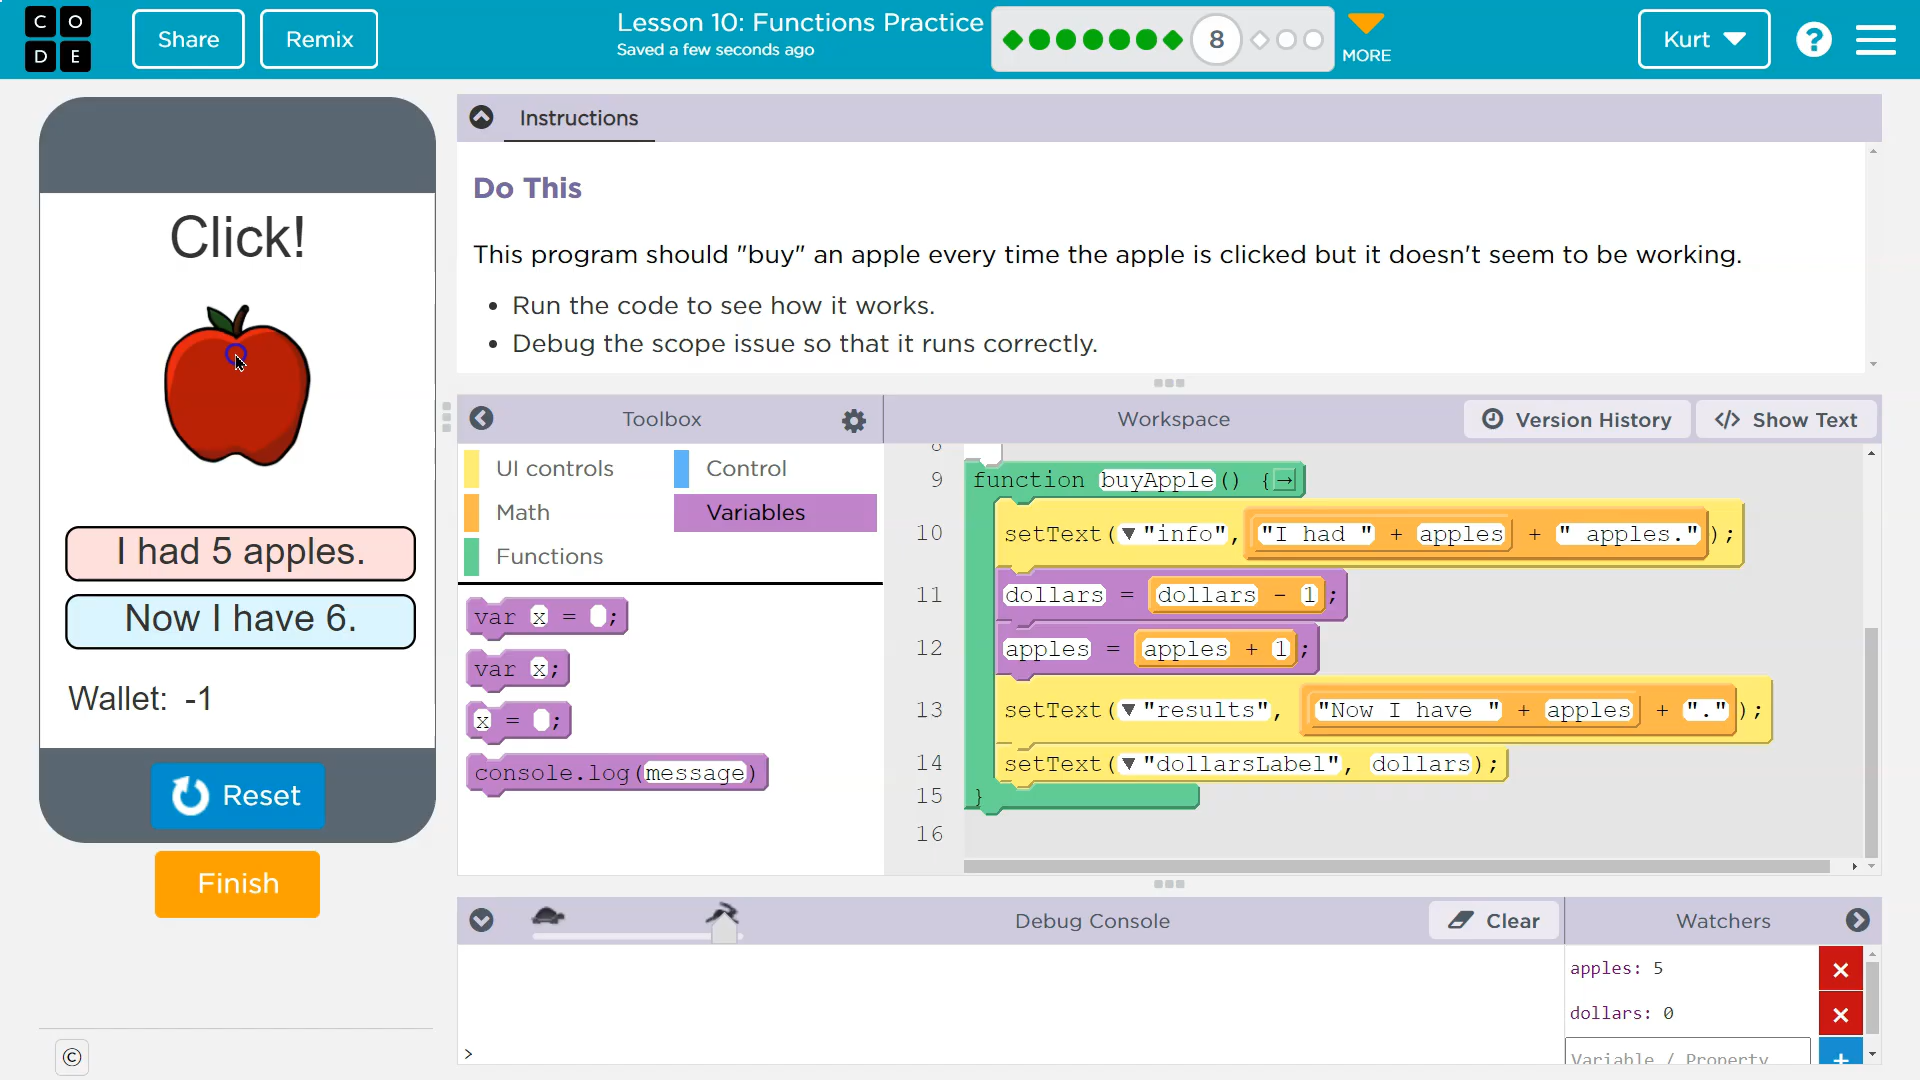 CO
DE
Share
Remix
Lesson 10: Functions Practice
Saved a few seconds ago
8
MORE
Kurt
?
Instructions
Do This
This program should "buy" an apple every time the apple is clicked but it doesn't seem to be working.
• Run the code to see how it works.
• Debug the scope issue so that it runs correctly.
Click!
I had 5 apples.
Now I have 6.
Wallet: -1
Reset
Finish
©
Toolbox
UI controls
Control
Math
Variables
Functions
var x = ;
var x;
x = ;
console.log(message)
Workspace
Version History
</> Show Text
9 function buyApple() {→
10 setText(▼"info", "I had " + apples + " apples.");
11 dollars = dollars - 1;
12 apples = apples + 1;
13 setText(▼"results", "Now I have " + apples + ".");
14 setText(▼"dollarsLabel", dollars);
15 }
16
Debug Console
Clear
Watchers
>
apples: 5
dollars: 0
Variable / Property